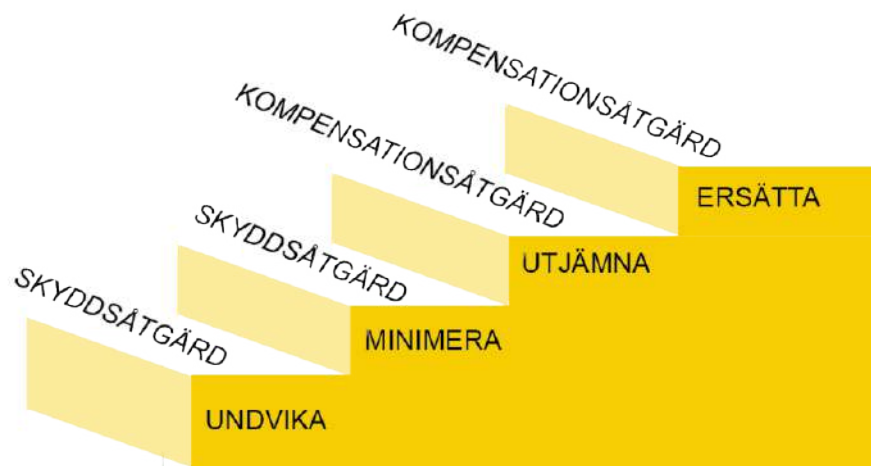 KOMPENSATIONSÅTGÄRD
KOMPENSATIONSÅTGÄRD
ERSÄTTA
SKYDDSÅTGÄRD
UTJÄMNA
SKYDDSÅTGÄRD
MINIMERA
UNDVIKA